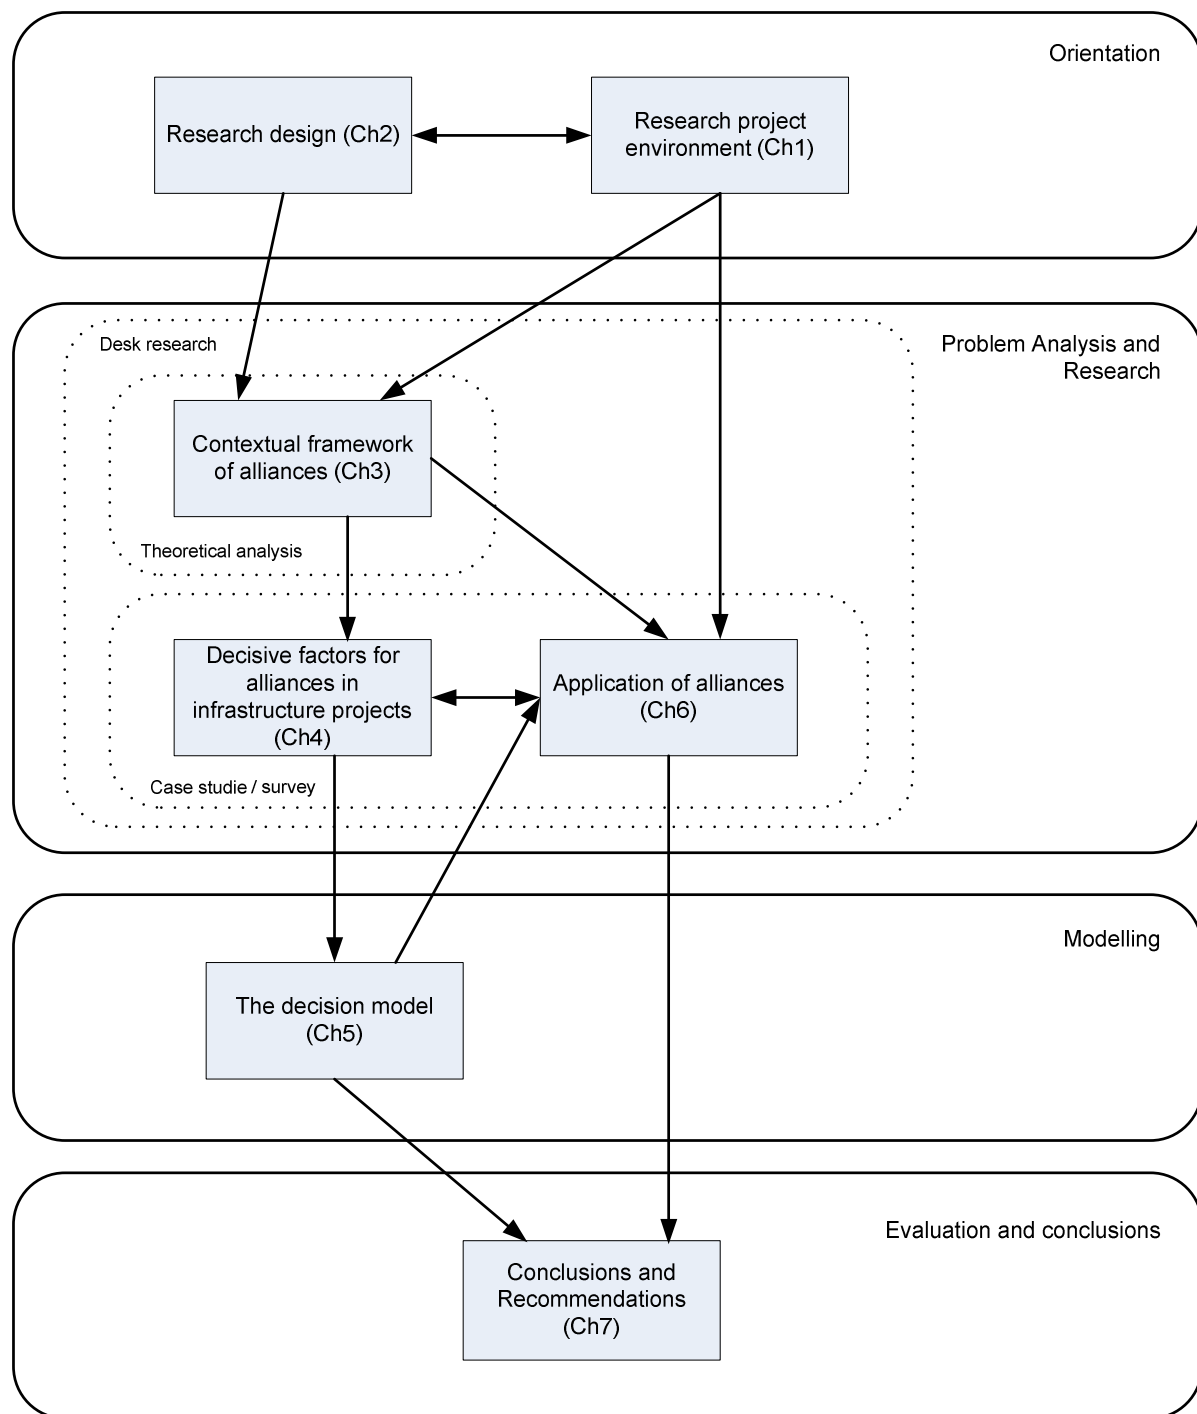 Orientation
Research design (Ch2)
Research project
environment (Ch1)
Desk research
Problem Analysis and
Research
Contextual framework
of alliances (Ch3)
Theoretical analysis
Decisive factors for
alliances in
infrastructure projects
(Ch4)
Application of alliances
(Ch6)
Case studie / survey
Modelling
The decision model
(Ch5)
Evaluation and conclusions
Conclusions and
Recommendations
(Ch7)